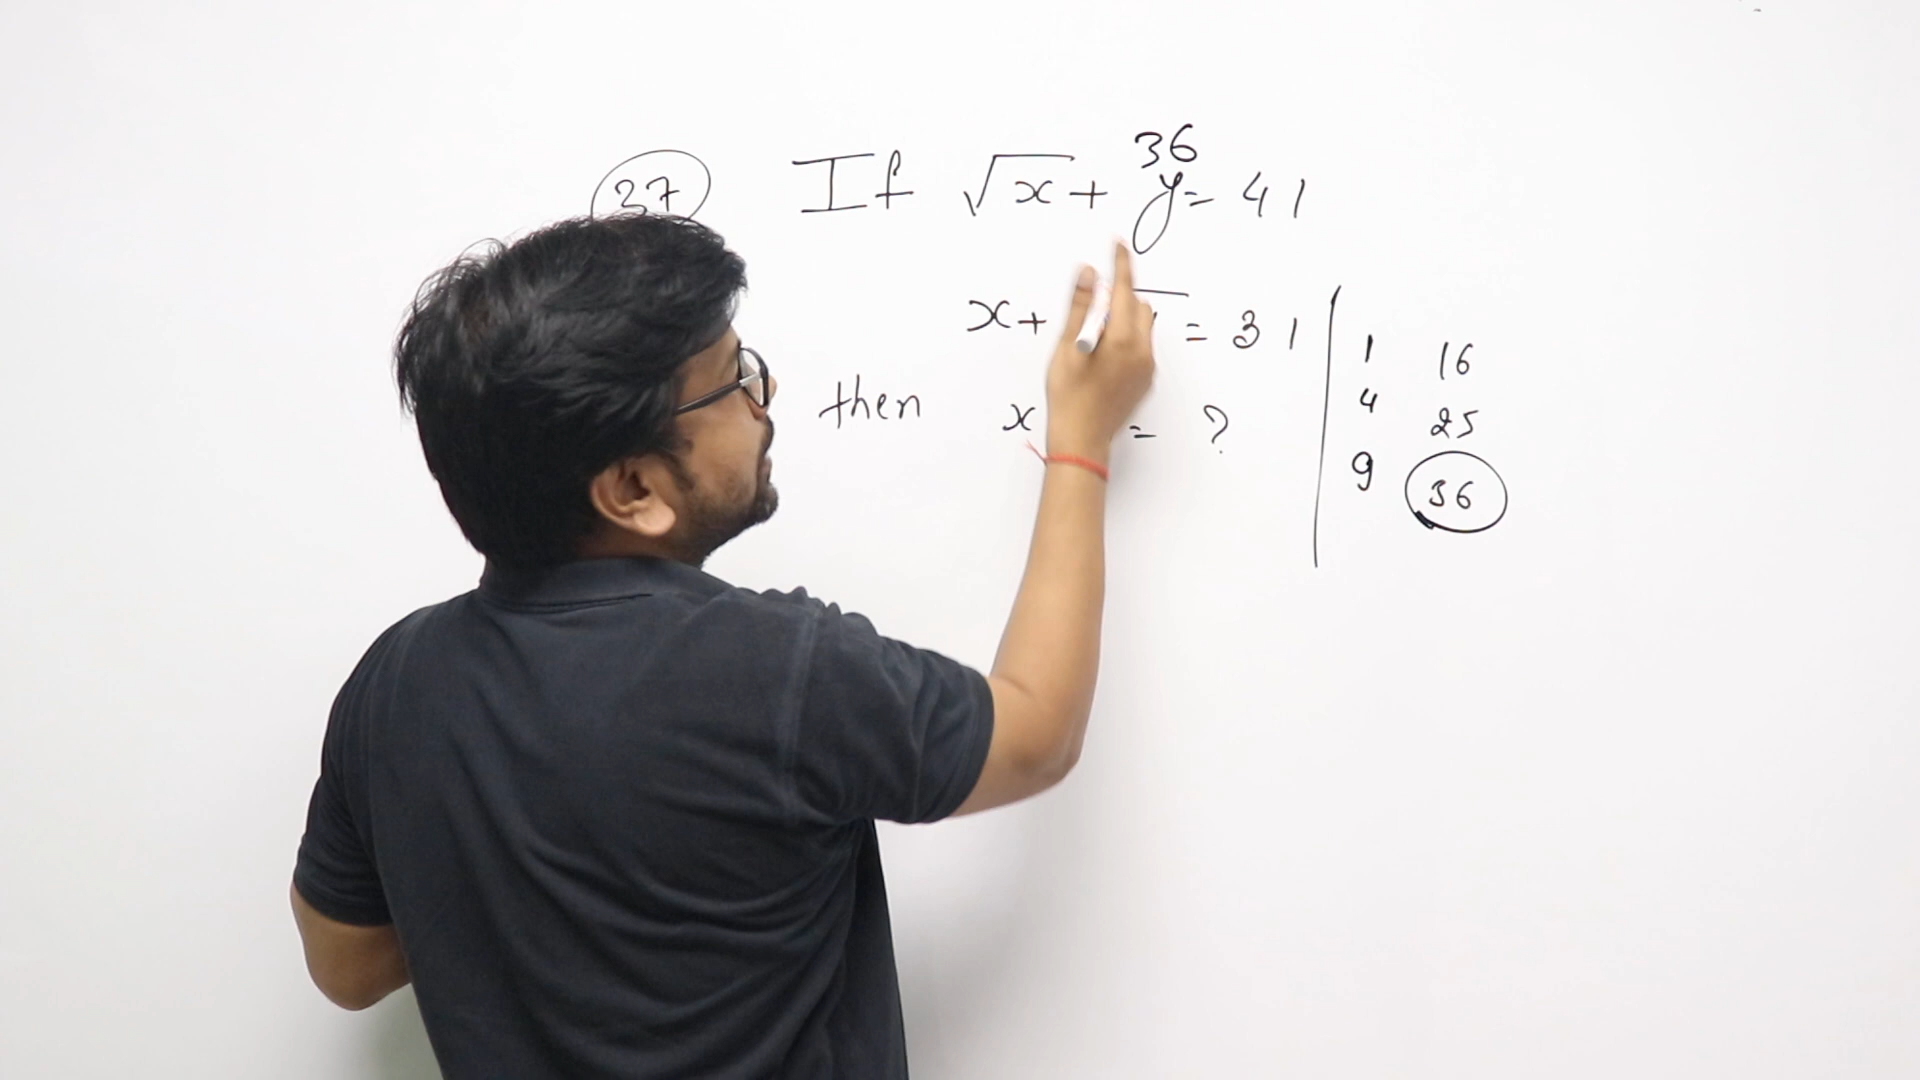 36
37 If √x + y = 41
x + = 31
then x = ?
1 16
4 25
9 36